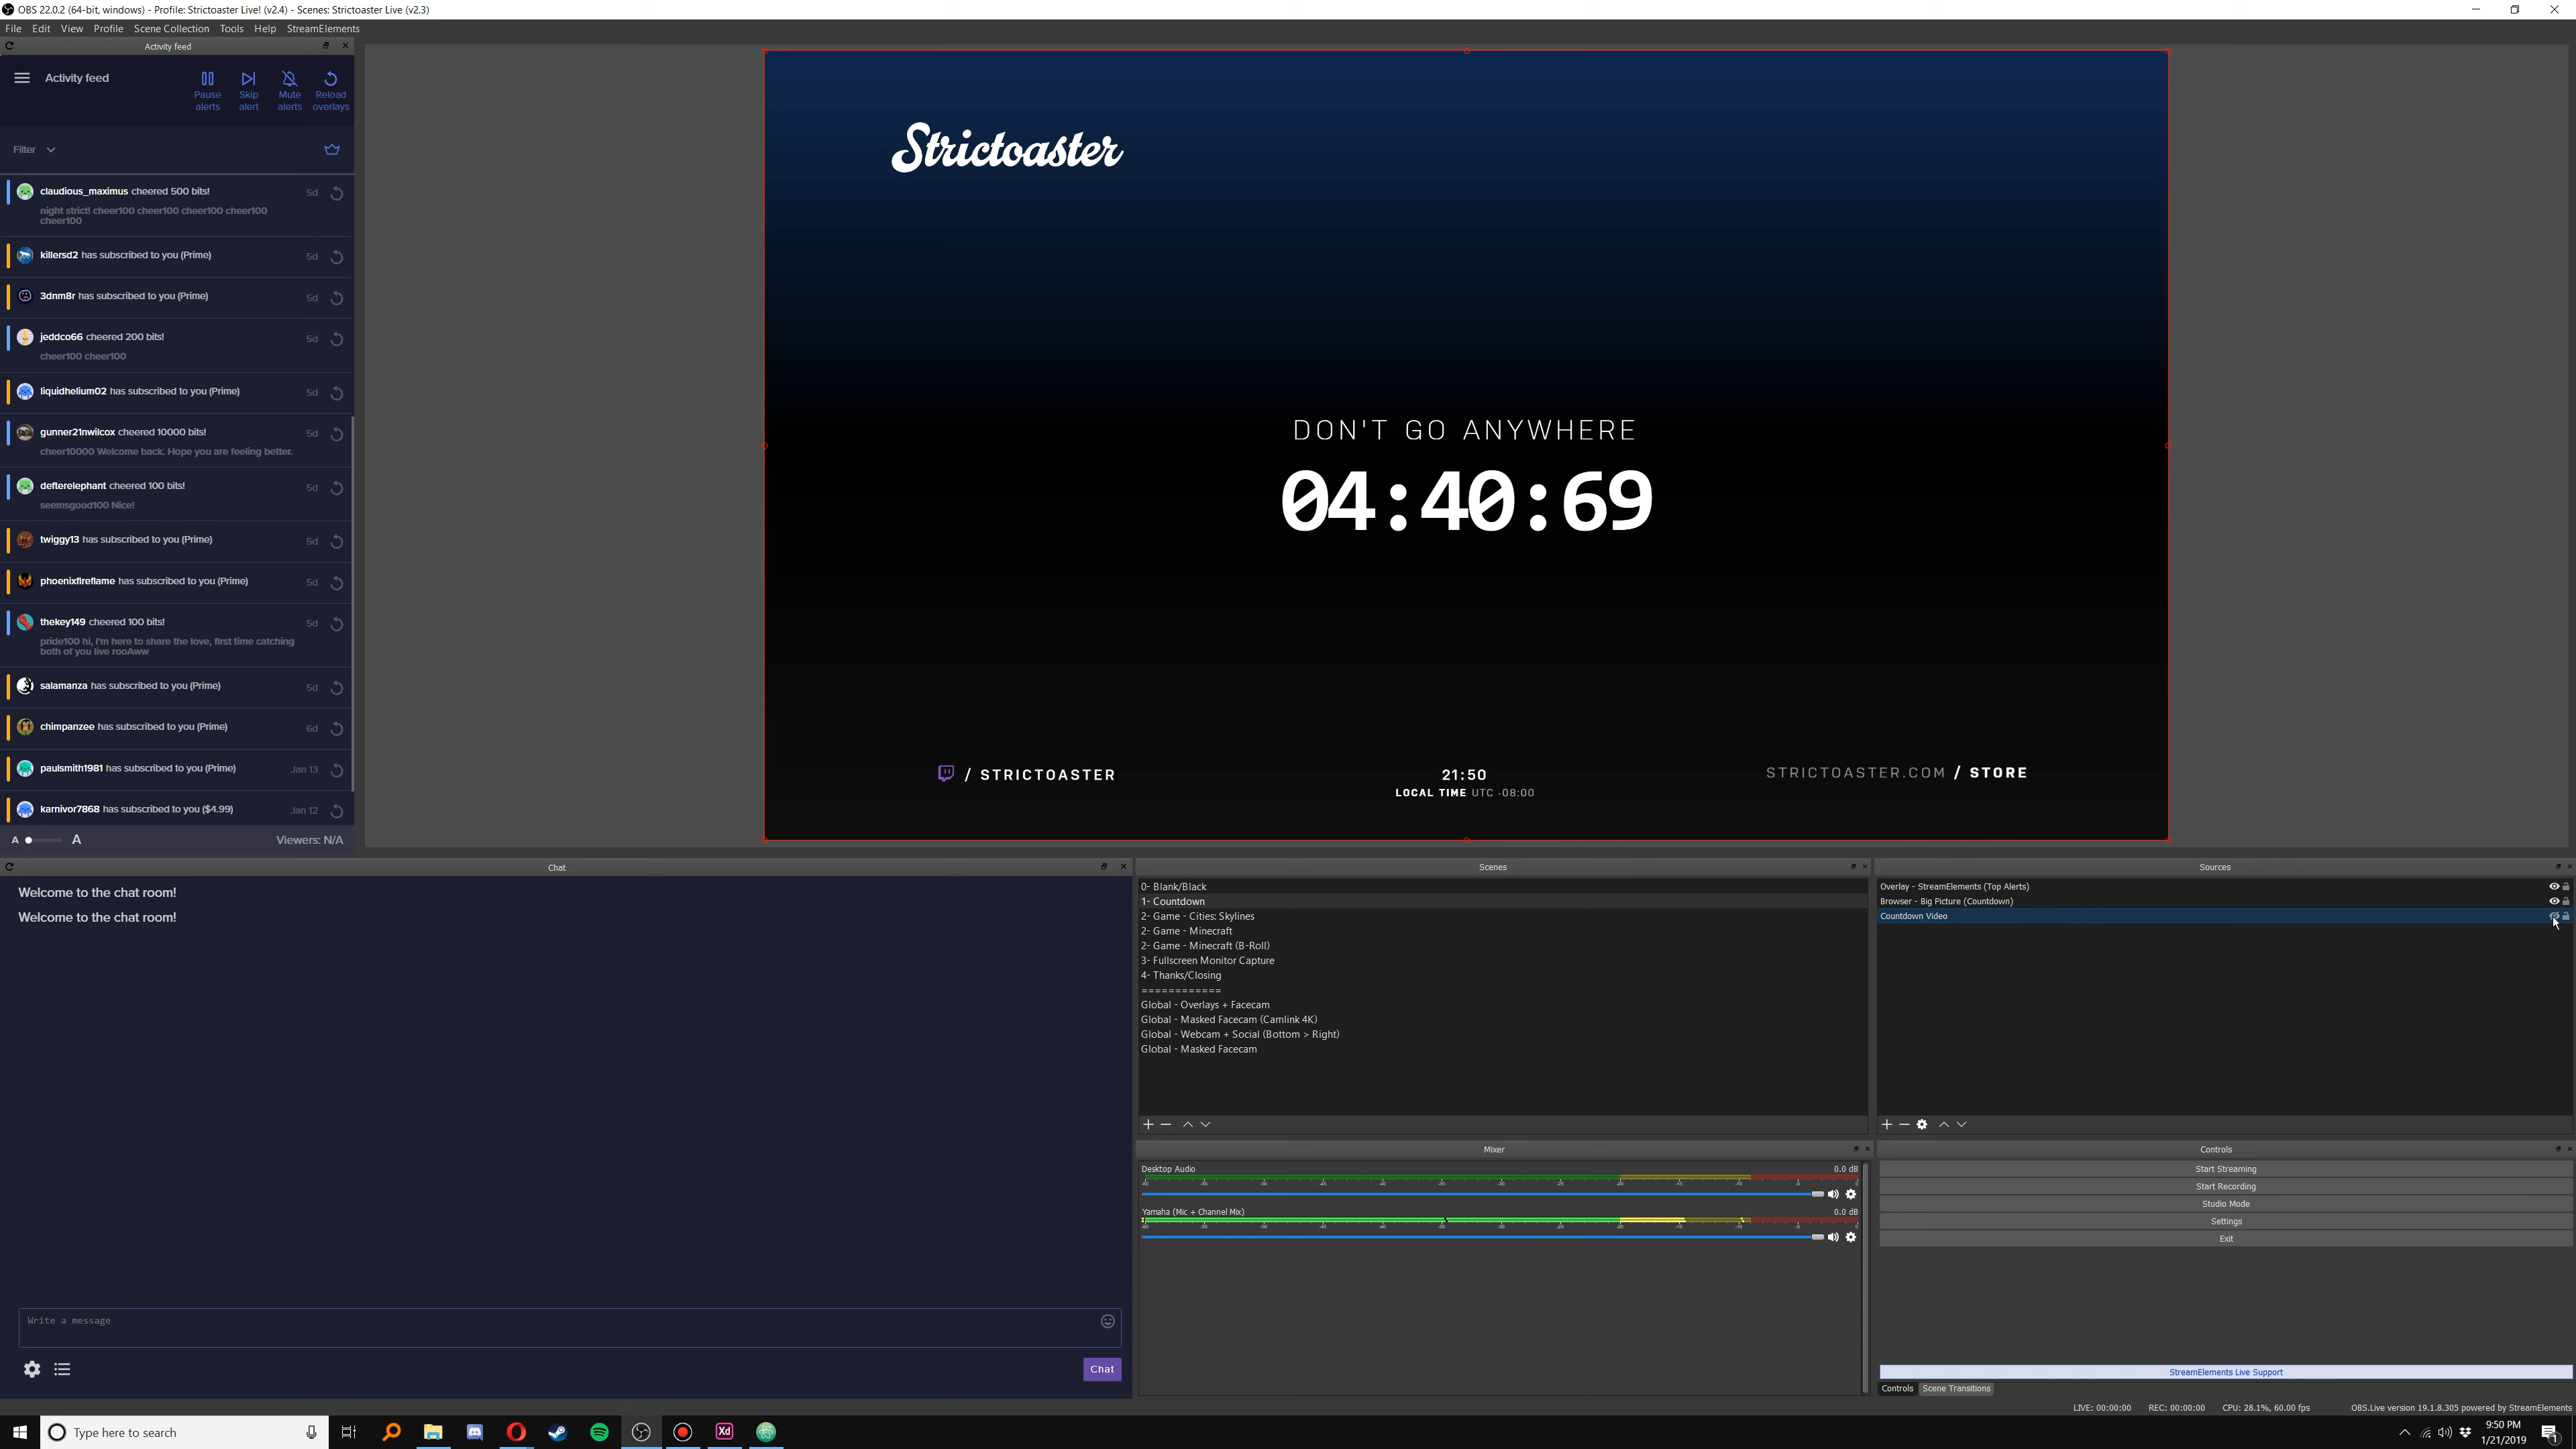 OBS 22.0.2 (64-bit, windows) - Profile: Strictoaster Live! (v2.4) - Scenes: Strictoaster Live (v2.3)
File Edit View Profile Scene Collection Tools Help StreamElements
Activity feed
Activity feed
Pause alerts
Skip alert
Mute alerts
Reload overlays
Filter
claudious_maximus cheered 500 bits! 5d
night strict! cheer100 cheer100 cheer100 cheer100
cheer100
killersd2 has subscribed to you (Prime) 5d
3dnm8r has subscribed to you (Prime) 5d
jeddco66 cheered 200 bits! 5d
cheer100 cheer100
liquidhelium02 has subscribed to you (Prime) 5d
gunner21nwilcox cheered 10000 bits! 5d
cheer10000 Welcome back. Hope you are feeling better.
defterelephant cheered 100 bits! 5d
seemsgood100 Nice!
twiggy13 has subscribed to you (Prime) 5d
phoenixfireflame has subscribed to you (Prime) 5d
thekey149 cheered 100 bits! 5d
pride100 hi, I'm here to share the love, first time catching
both of you live rooAww
salamanza has subscribed to you (Prime) 5d
chimpanzee has subscribed to you (Prime) 6d
paulsmith1981 has subscribed to you (Prime) Jan 13
karnivor7868 has subscribed to you ($4.99) Jan 12
A A Viewers: N/A
Strictoaster
DON'T GO ANYWHERE
04:40:69
/ STRICTOASTER
21:50
LOCAL TIME UTC -08:00
STRICTOASTER.COM / STORE
Chat
Welcome to the chat room!
Welcome to the chat room!
Write a message
Chat
Scenes
0- Blank/Black
1- Countdown
2- Game - Cities: Skylines
2- Game - Minecraft
2- Game - Minecraft (B-Roll)
3- Fullscreen Monitor Capture
4- Thanks/Closing
============
Global - Overlays + Facecam
Global - Masked Facecam (Camlink 4K)
Global - Webcam + Social (Bottom > Right)
Global - Masked Facecam
Sources
Overlay - StreamElements (Top Alerts)
Browser - Big Picture (Countdown)
Countdown Video
Mixer
Desktop Audio 0.0 dB
Yamaha (Mic + Channel Mix) 0.0 dB
Controls
Start Streaming
Start Recording
Studio Mode
Settings
Exit
StreamElements Live Support
Controls Scene Transitions
LIVE: 00:00:00 REC: 00:00:00 CPU: 28.1%, 60.00 fps OBS.Live version 19.1.8.305 powered by StreamElements
Type here to search
Xd
9:50 PM
1/21/2019
1